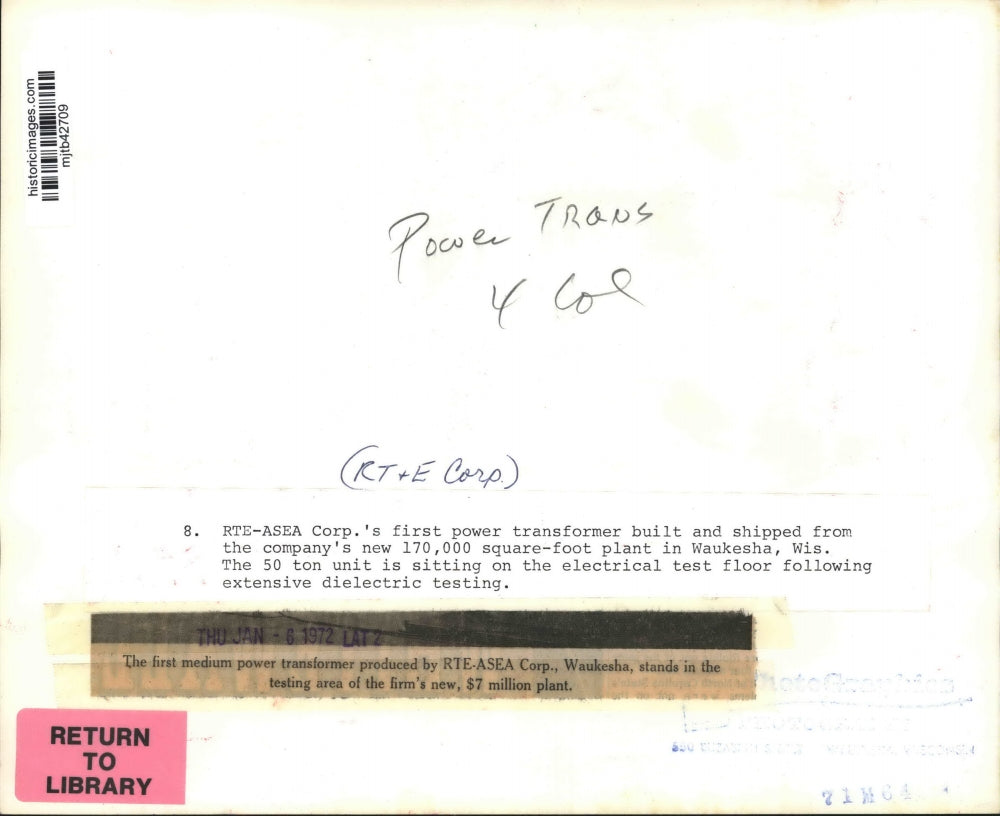 historicimages.com
mjtb42709
Power TRANS
4 Col
(RT+E Corp.)
8. RTE-ASEA Corp.'s first power transformer built and shipped from
the company's new 170,000 square-foot plant in Waukesha, Wis.
The 50 ton unit is sitting on the electrical test floor following
extensive dielectric testing.
THU JAN - 6 1972 LAT 2
The first medium power transformer produced by RTE-ASEA Corp., Waukesha, stands in the
testing area of the firm's new, $7 million plant.
PhotoGraphics
WISCONSIN
RETURN
TO
LIBRARY